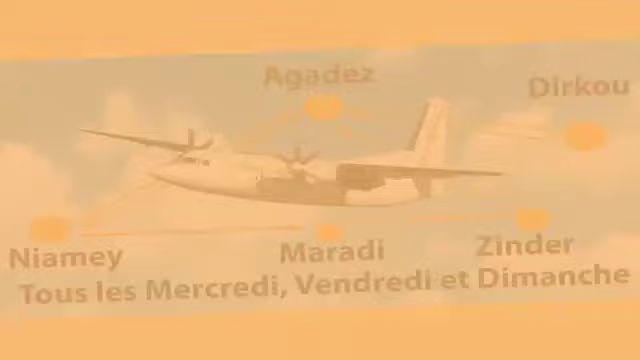 Agadez
Dirkou
Niamey
Maradi
Zinder
Tous les Mercredi, Vendredi et Dimanche